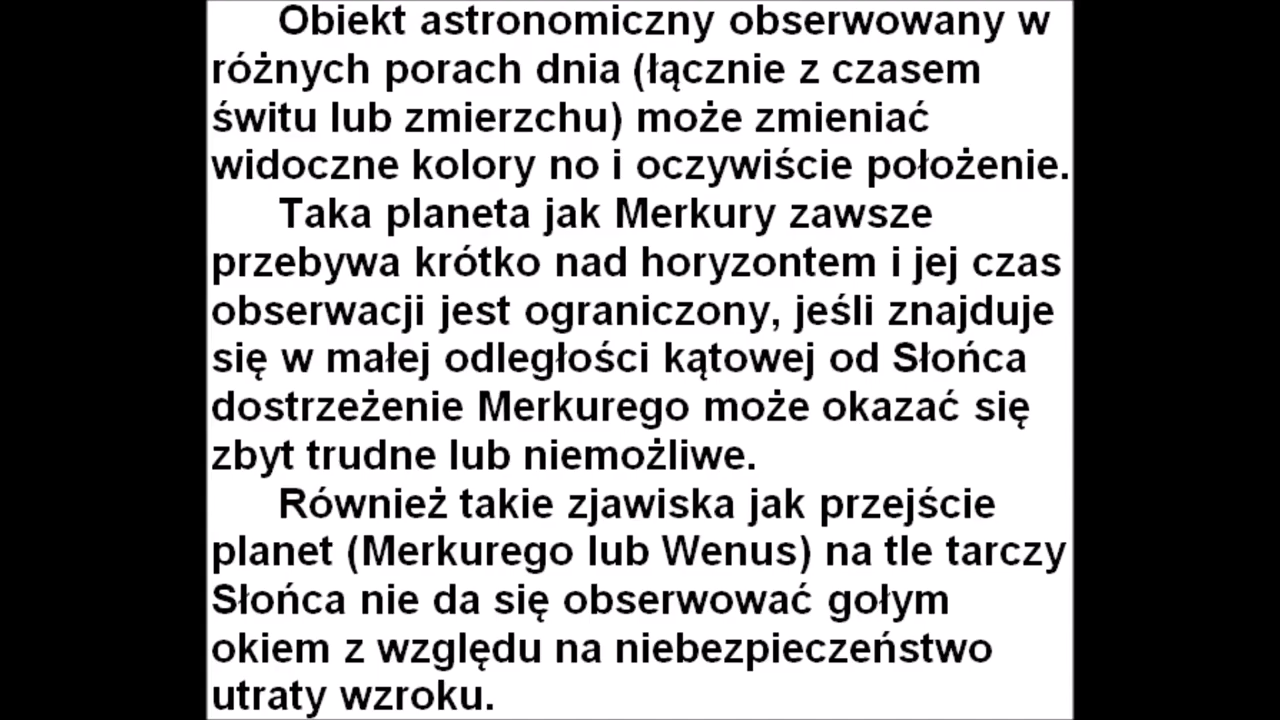 Obiekt astronomiczny obserwowany w
różnych porach dnia (łącznie z czasem
świtu lub zmierzchu) może zmieniać
widoczne kolory no i oczywiście położenie.
Taka planeta jak Merkury zawsze
przebywa krótko nad horyzontem i jej czas
obserwacji jest ograniczony, jeśli znajduje
się w małej odległości kątowej od Słońca
dostrzeżenie Merkurego może okazać się
zbyt trudne lub niemożliwe.
Również takie zjawiska jak przejście
planet (Merkurego lub Wenus) na tle tarczy
Słońca nie da się obserwować gołym
okiem z względu na niebezpieczeństwo
utraty wzroku.